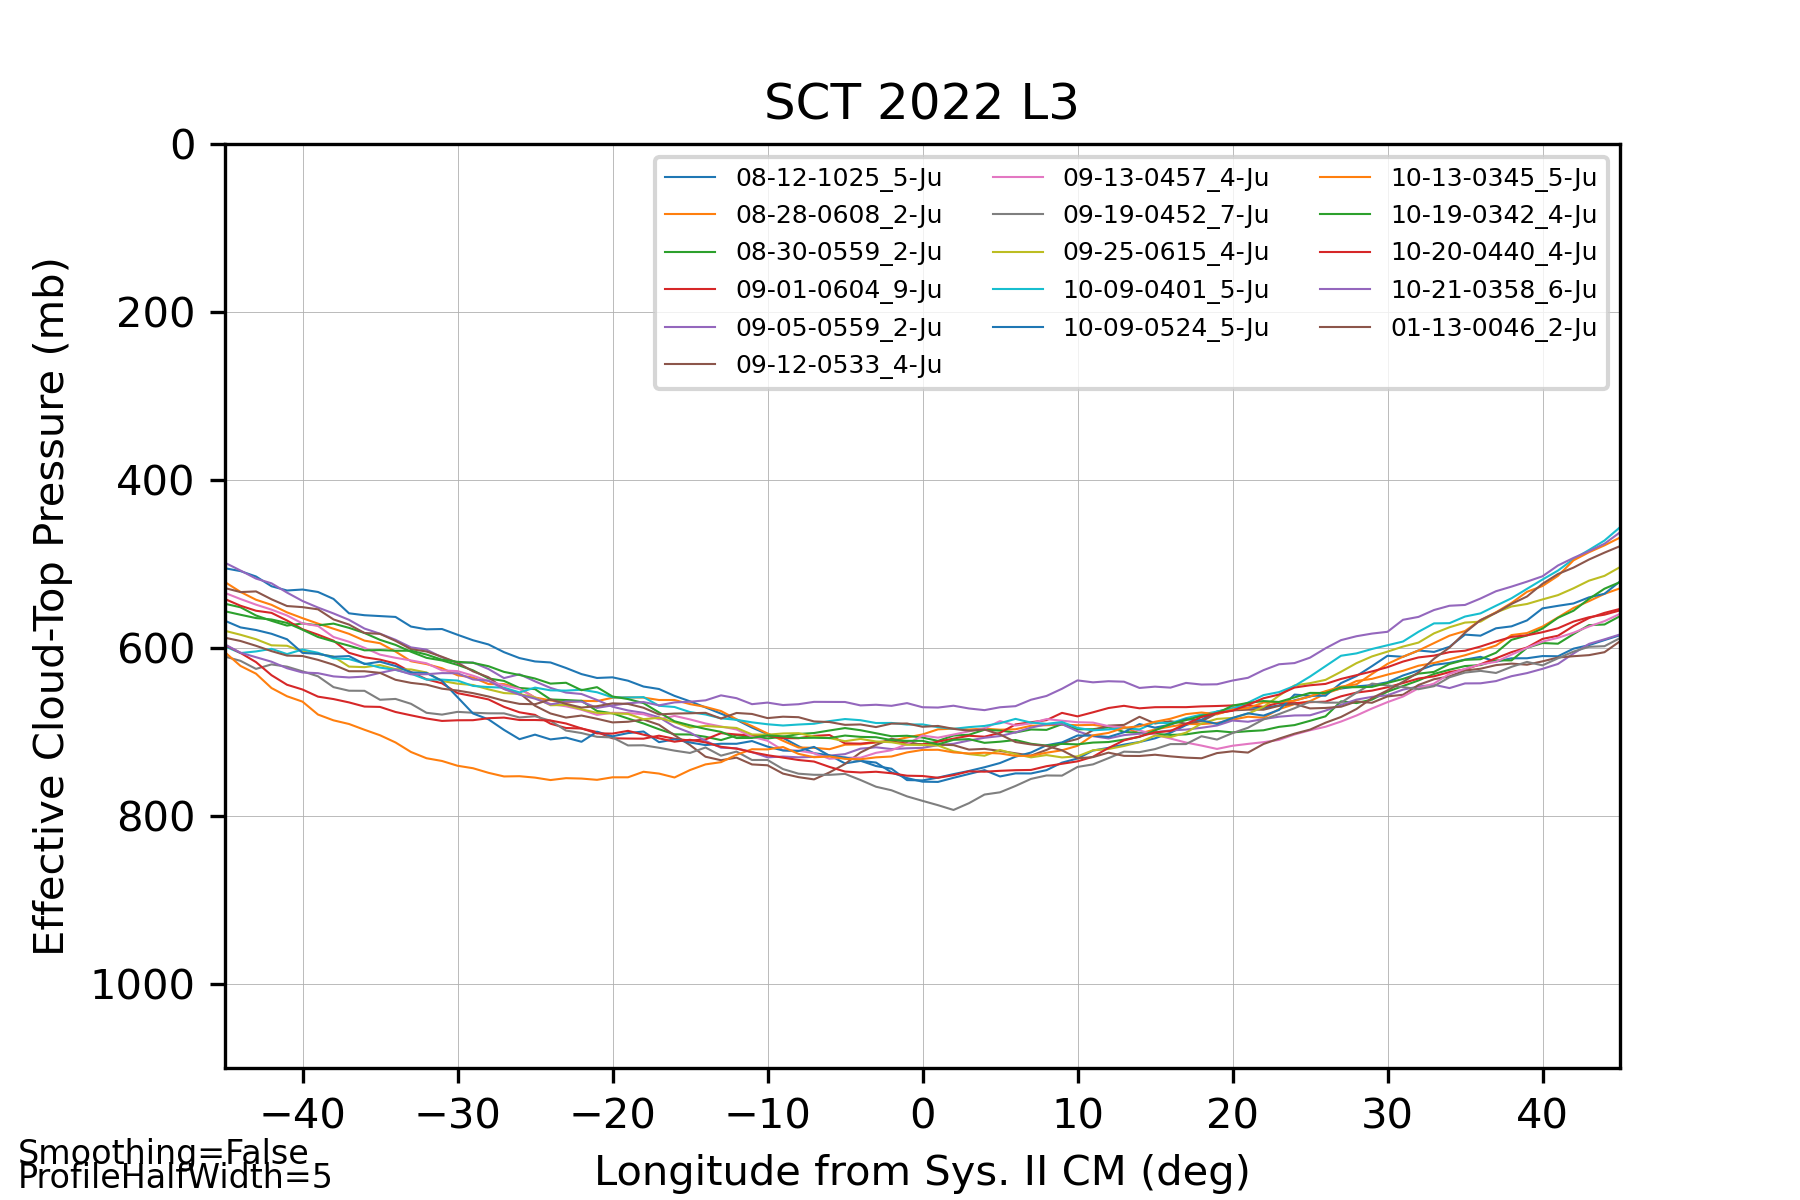 SCT 2022 L3
Effective Cloud-Top Pressure (mb)
0
200
400
600
800
1000
08-12-1025_5-Ju
08-28-0608_2-Ju
08-30-0559_2-Ju
09-01-0604_9-Ju
09-05-0559_2-Ju
09-12-0533_4-Ju
09-13-0457_4-Ju
09-19-0452_7-Ju
09-25-0615_4-Ju
10-09-0401_5-Ju
10-09-0524_5-Ju
10-13-0345_5-Ju
10-19-0342_4-Ju
10-20-0440_4-Ju
10-21-0358_6-Ju
01-13-0046_2-Ju
−40 −30 −20 −10 0 10 20 30 40
Longitude from Sys. II CM (deg)
Smoothing=False
ProfileHalfWidth=5